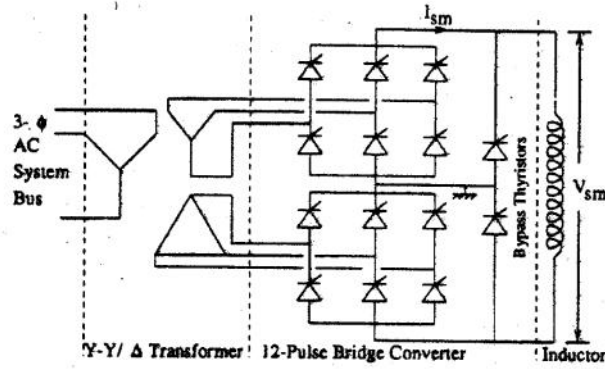 I_sm
3- ϕ
AC
System
Bus
Bypass Thyristors
V_sm
Y-Y/ Δ Transformer
12-Pulse Bridge Converter
Inductor